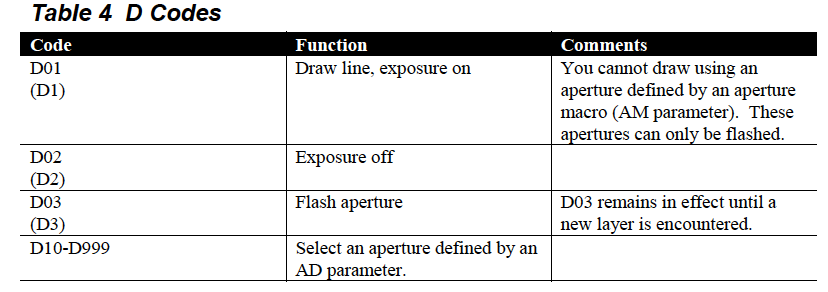 Table 4 D Codes
Code Function Comments
D01 Draw line, exposure on You cannot draw using an
(D1) aperture defined by an aperture
macro (AM parameter). These
apertures can only be flashed.
D02 Exposure off
(D2)
D03 Flash aperture D03 remains in effect until a
(D3) new layer is encountered.
D10-D999 Select an aperture defined by an
AD parameter.